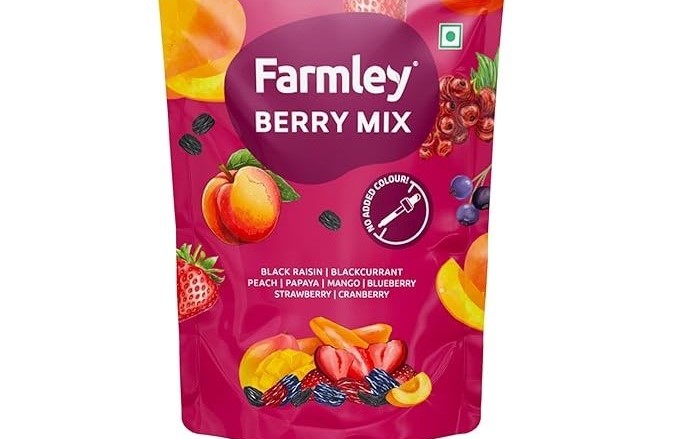 Farmley®
BERRY MIX
NO ADDED COLOUR!
BLACK RAISIN | BLACKCURRANT
PEACH | PAPAYA | MANGO | BLUEBERRY
STRAWBERRY | CRANBERRY